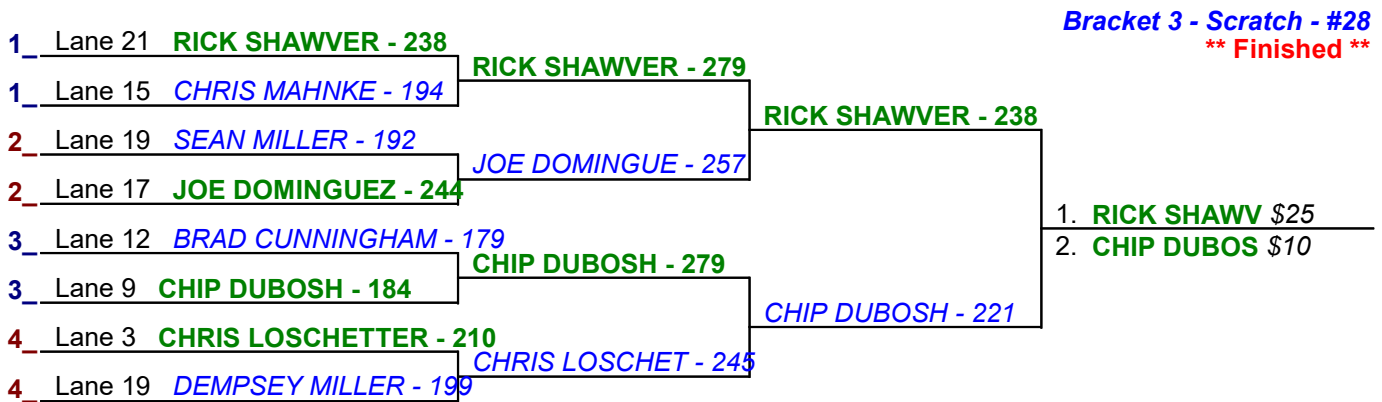 Bracket 3 - Scratch - #28
** Finished **
1_ Lane 21 RICK SHAWVER - 238
1_ Lane 15 CHRIS MAHNKE - 194
2_ Lane 19 SEAN MILLER - 192
2_ Lane 17 JOE DOMINGUEZ - 244
3_ Lane 12 BRAD CUNNINGHAM - 179
3_ Lane 9 CHIP DUBOSH - 184
4_ Lane 3 CHRIS LOSCHETTER - 210
4_ Lane 19 DEMPSEY MILLER - 199
RICK SHAWVER - 279
JOE DOMINGUE - 257
CHIP DUBOSH - 279
CHRIS LOSCHET - 245
RICK SHAWVER - 238
CHIP DUBOSH - 221
1. RICK SHAWV $25
2. CHIP DUBOS $10